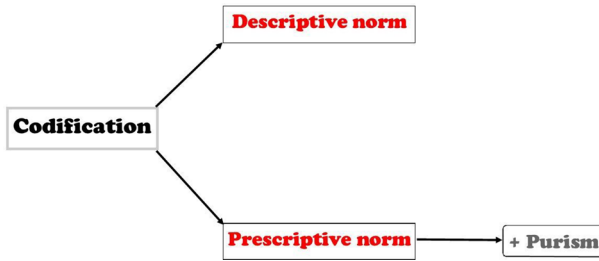 Descriptive norm
Codification
Prescriptive norm
+ Purism